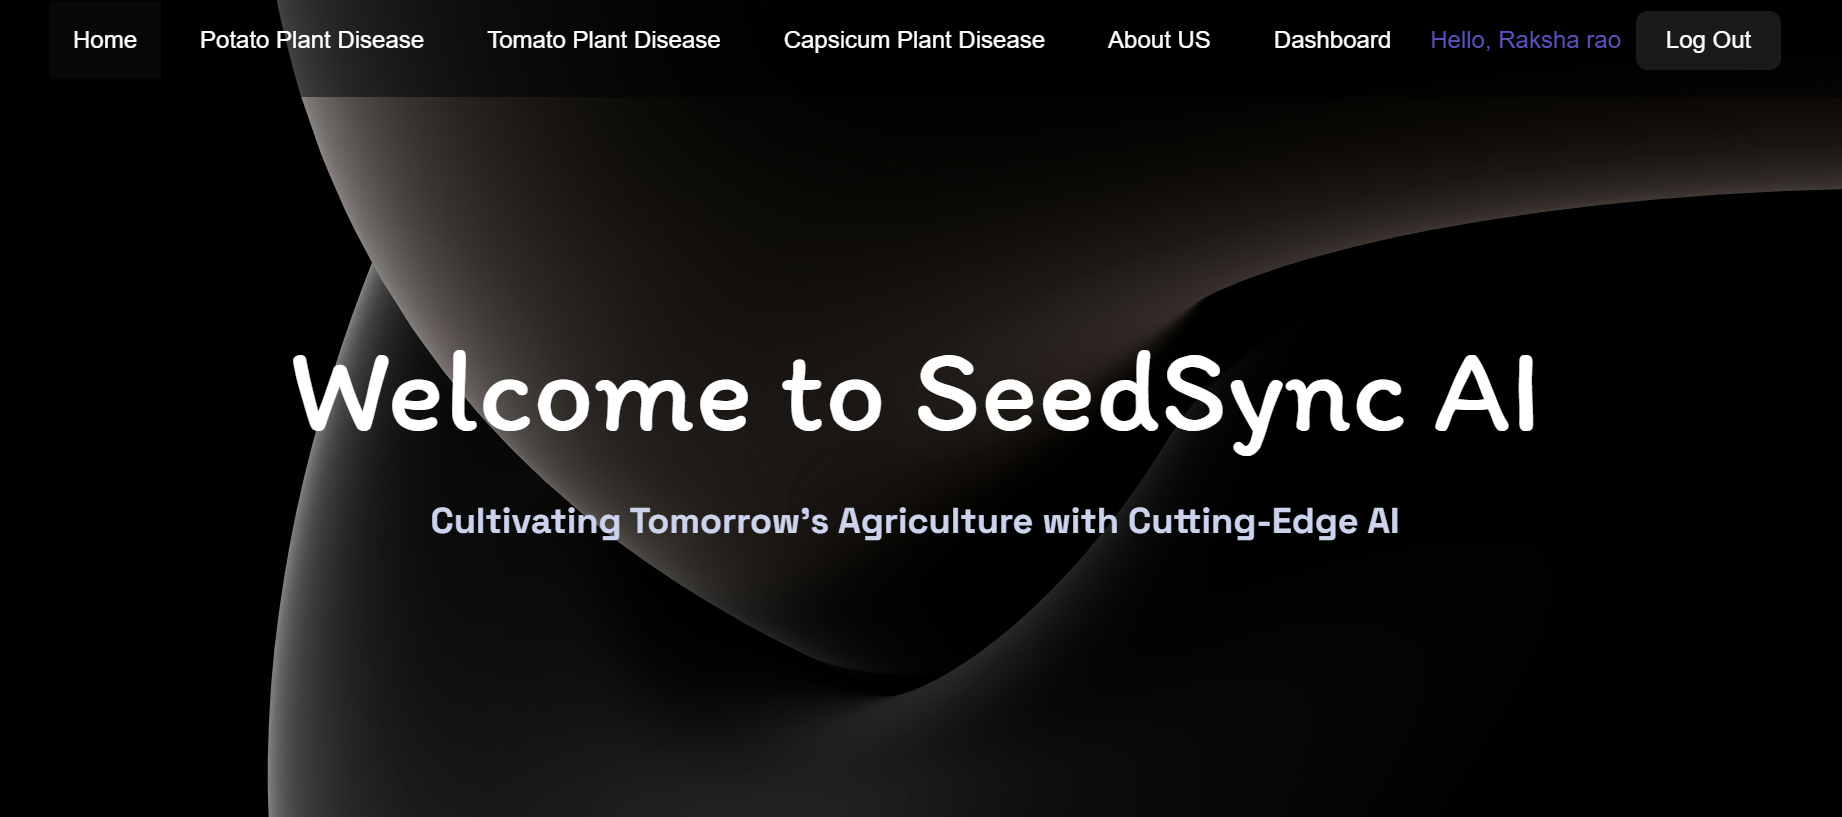 Home Potato Plant Disease Tomato Plant Disease Capsicum Plant Disease About US Dashboard Hello, Raksha rao Log Out
Welcome to SeedSync AI
Cultivating Tomorrow's Agriculture with Cutting-Edge AI